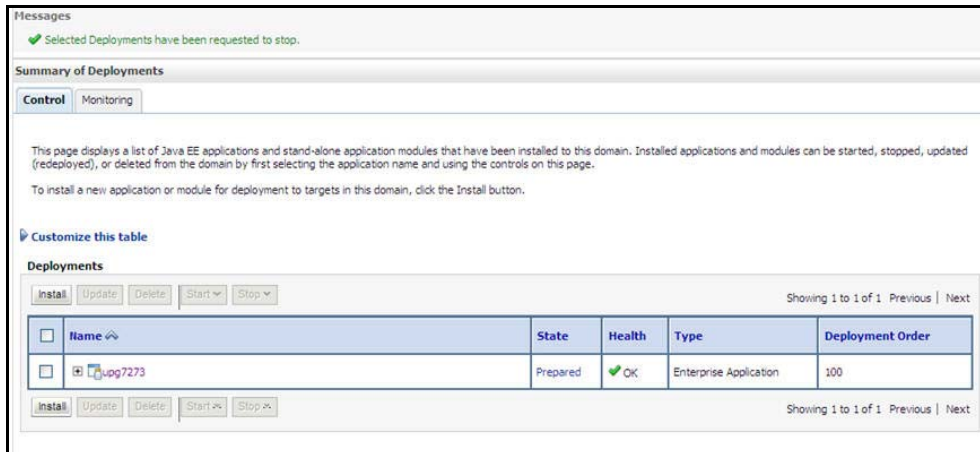 Messages
Selected Deployments have been requested to stop.
Summary of Deployments
Control Monitoring
This page displays a list of Java EE applications and stand-alone application modules that have been installed to this domain. Installed applications and modules can be started, stopped, updated
(redeployed), or deleted from the domain by first selecting the application name and using the controls on this page.
To install a new application or module for deployment to targets in this domain, click the Install button.
Customize this table
Deployments
Install Update Delete Start Stop Showing 1 to 1 of 1 Previous | Next
Name State Health Type Deployment Order
upg7273 Prepared OK Enterprise Application 100
Install Update Delete Start Stop Showing 1 to 1 of 1 Previous | Next